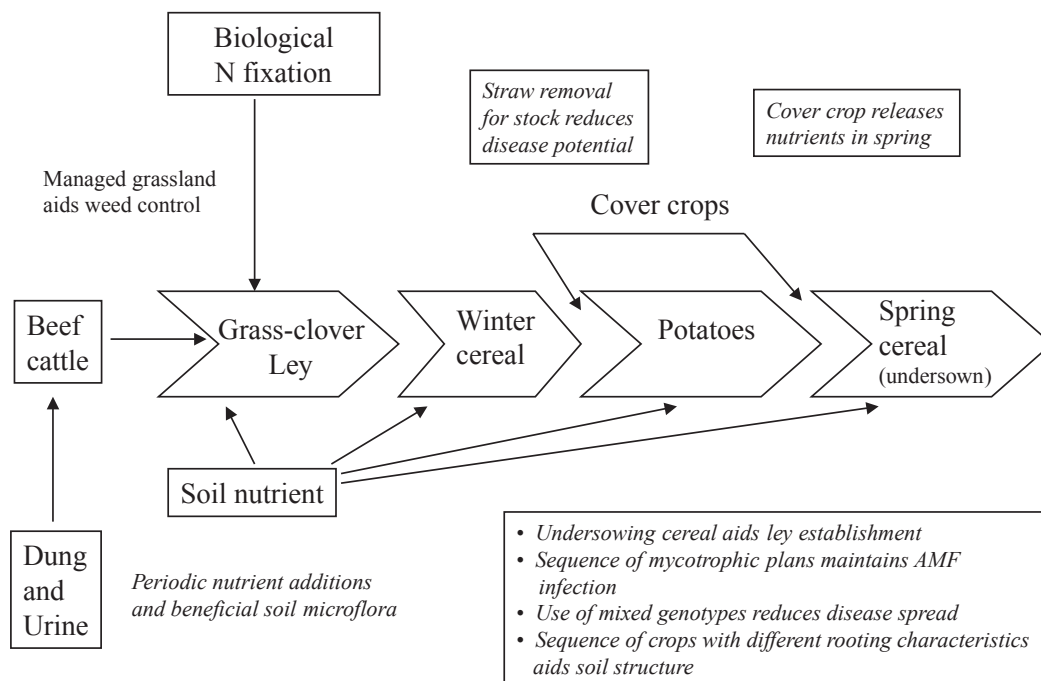 Biological
N fixation
Straw removal
for stock reduces
disease potential
Cover crop releases
nutrients in spring
Managed grassland
aids weed control
Cover crops
Beef
cattle
Grass-clover
Ley
Winter
cereal
Potatoes
Spring
cereal
(undersown)
Soil nutrient
Dung
and
Urine
Periodic nutrient additions
and beneficial soil microflora
• Undersowing cereal aids ley establishment
• Sequence of mycotrophic plans maintains AMF
infection
• Use of mixed genotypes reduces disease spread
• Sequence of crops with different rooting characteristics
aids soil structure